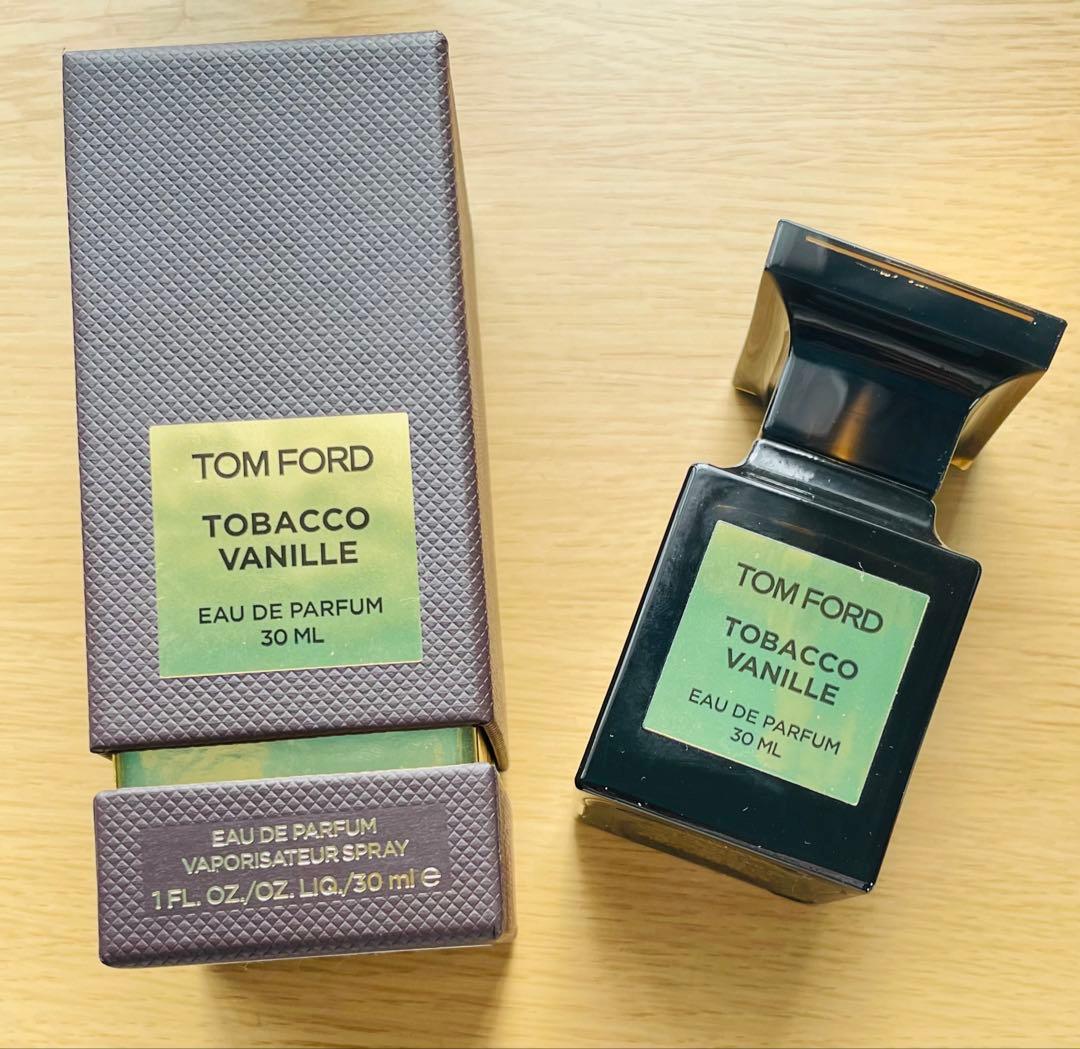 TOM FORD
TOBACCO
VANILLE
EAU DE PARFUM
30 ML
EAU DE PARFUM
VAPORISATEUR SPRAY
1 FL. OZ./OZ. LIQ./30 ml ℮
TOM FORD
TOBACCO
VANILLE
EAU DE PARFUM
30 ML